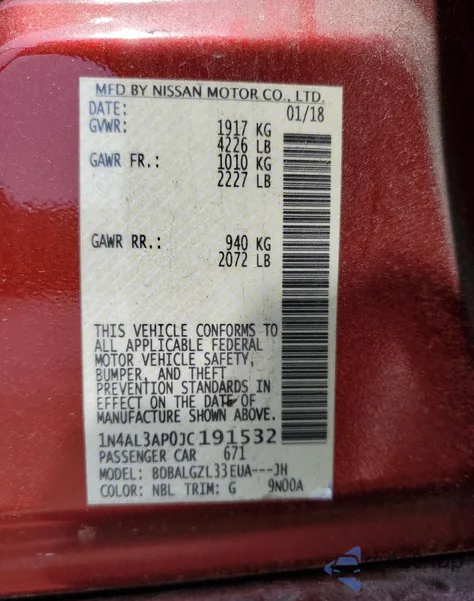 MFD BY NISSAN MOTOR CO., LTD.
DATE: 01/18
GVWR: 1917 KG
4226 LB
GAWR FR.: 1010 KG
2227 LB
GAWR RR.: 940 KG
2072 LB
THIS VEHICLE CONFORMS TO
ALL APPLICABLE FEDERAL
MOTOR VEHICLE SAFETY,
BUMPER, AND THEFT
PREVENTION STANDARDS IN
EFFECT ON THE DATE OF
MANUFACTURE SHOWN ABOVE.
1N4AL3AP0JC191532
PASSENGER CAR 671
MODEL: BDBALGZL33EUA---JH
COLOR: NBL TRIM: G 9N00A